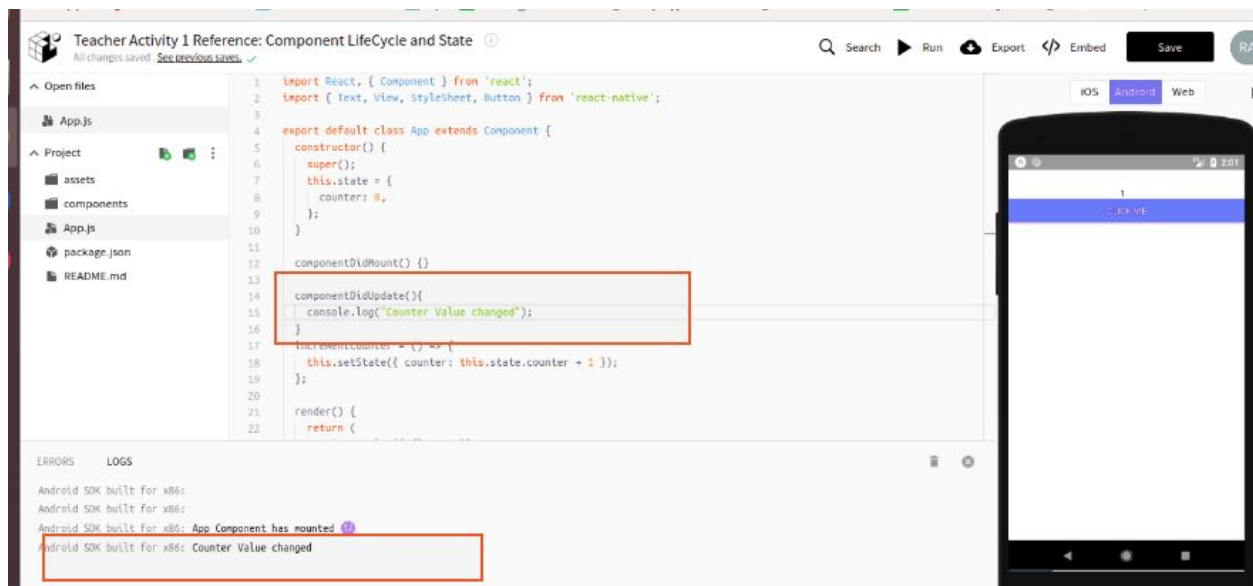 Teacher Activity 1 Reference: Component LifeCycle and State
All changes saved. See previous saves.
Search Run Export Embed Save RA
Open files
App.js
Project
assets
components
App.js
package.json
README.md
1 import React, { Component } from 'react';
2 import { Text, View, StyleSheet, Button } from 'react-native';
3
4 export default class App extends Component {
5 constructor() {
6 super();
7 this.state = {
8 counter: 0,
9 };
10 }
11
12 componentDidMount() {}
13
14 componentDidUpdate(){
15 console.log("Counter Value changed");
16 }
17 incrementCounter = () => {
18 this.setState({ counter: this.state.counter + 1 });
19 };
20
21 render() {
22 return (
iOS Android Web
2:01
1
CLICK ME
ERRORS LOGS
Android SDK built for x86:
Android SDK built for x86:
Android SDK built for x86: App Component has mounted 12
Android SDK built for x86: Counter Value changed